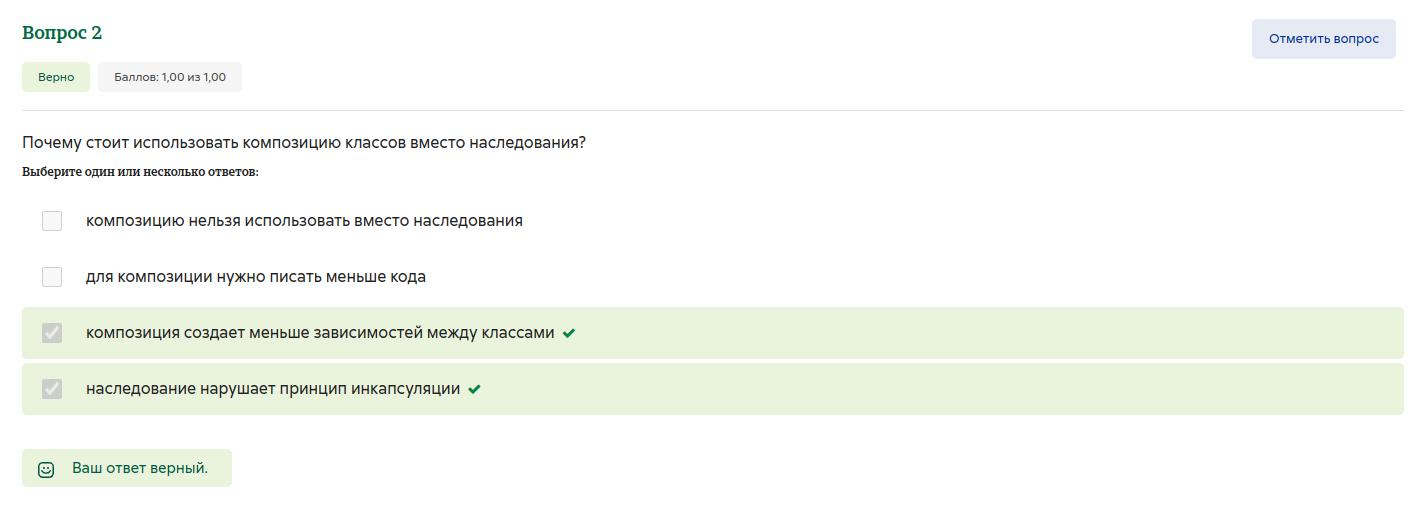 Вопрос 2
Отметить вопрос
Верно
Баллов: 1,00 из 1,00
Почему стоит использовать композицию классов вместо наследования?
Выберите один или несколько ответов:
композицию нельзя использовать вместо наследования
для композиции нужно писать меньше кода
композиция создает меньше зависимостей между классами
наследование нарушает принцип инкапсуляции
Ваш ответ верный.